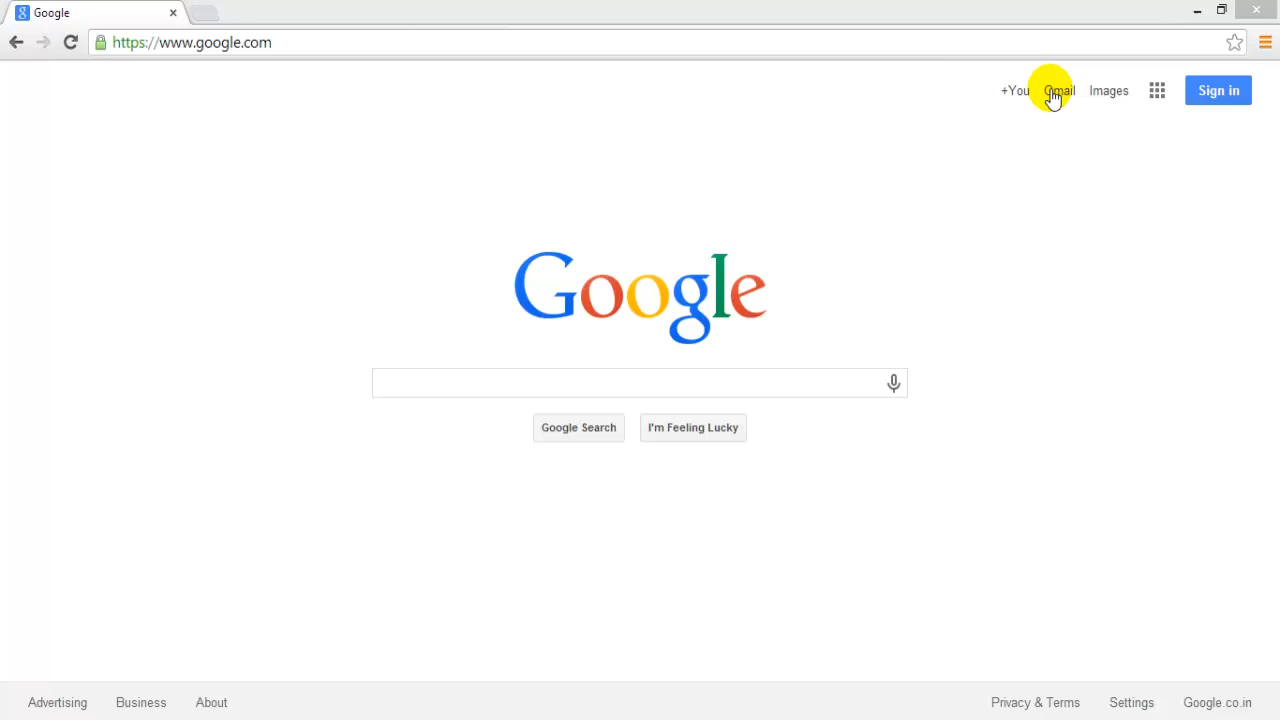 Google
https://www.google.com
+You Gmail Images Sign in
Google
Google Search I'm Feeling Lucky
Advertising Business About Privacy & Terms Settings Google.co.in